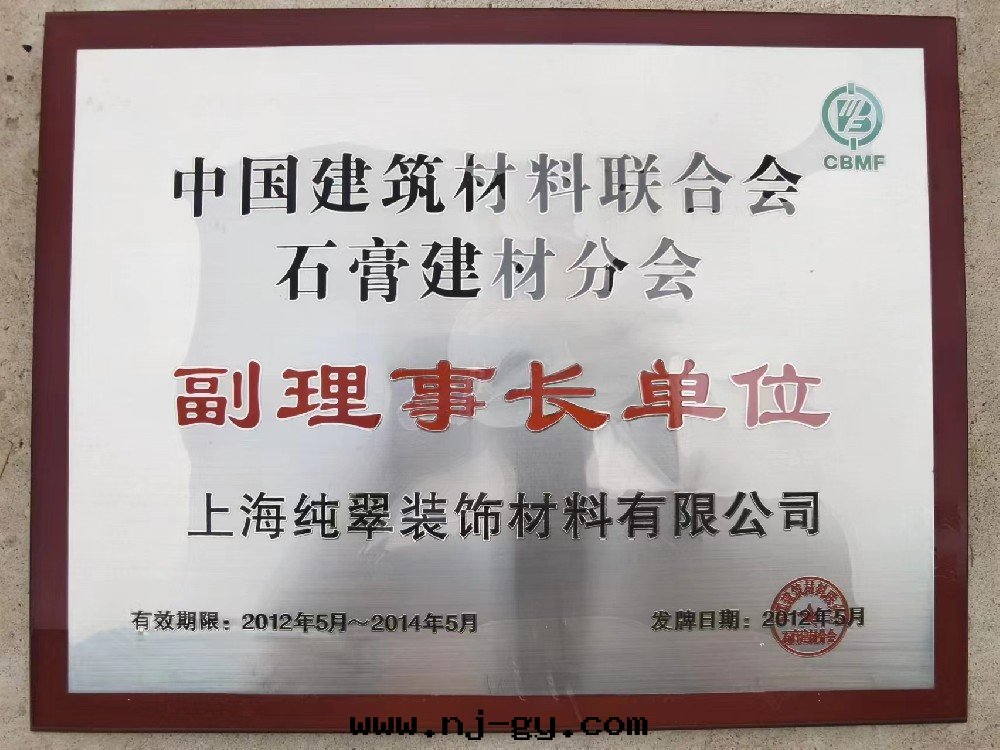 CBMF
中国建筑材料联合会
石膏建材分会
副理事长单位
上海纯翠装饰材料有限公司
有效期限：2012年5月～2014年5月
发牌日期：2012年5月
www.nj-gy.com